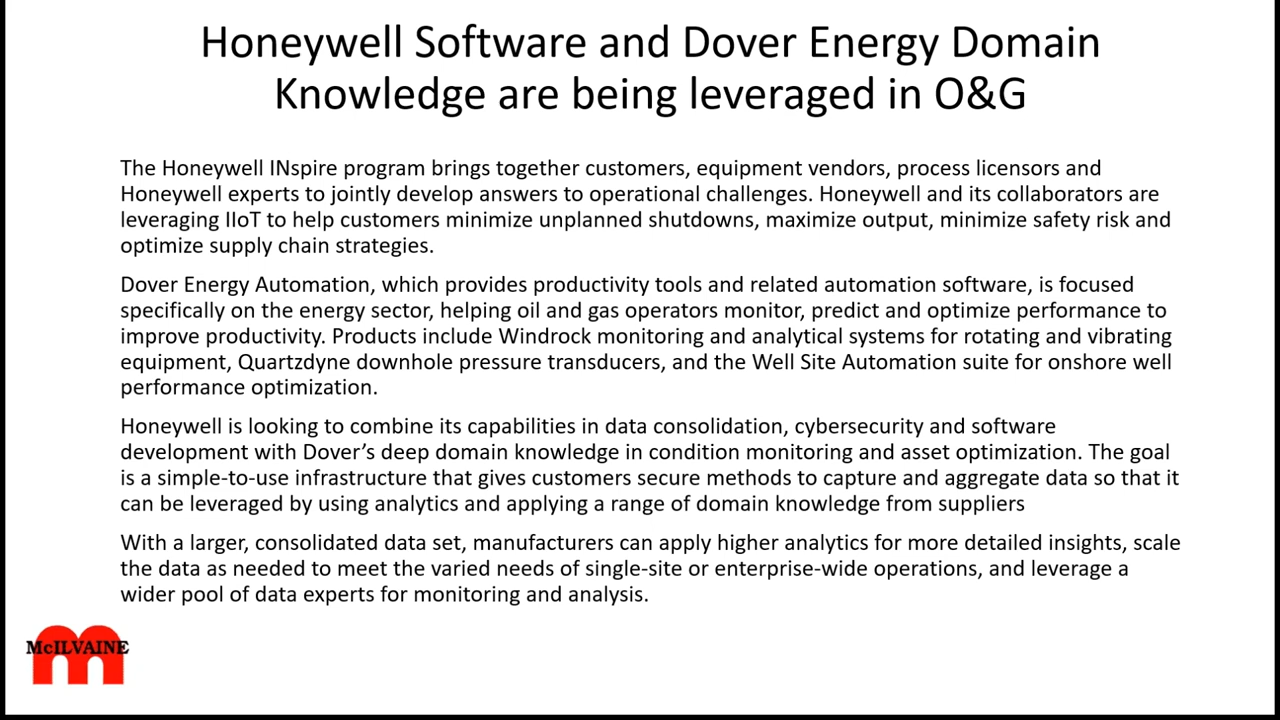 Honeywell Software and Dover Energy Domain
Knowledge are being leveraged in O&G
The Honeywell INspire program brings together customers, equipment vendors, process licensors and
Honeywell experts to jointly develop answers to operational challenges. Honeywell and its collaborators are
leveraging IIoT to help customers minimize unplanned shutdowns, maximize output, minimize safety risk and
optimize supply chain strategies.
Dover Energy Automation, which provides productivity tools and related automation software, is focused
specifically on the energy sector, helping oil and gas operators monitor, predict and optimize performance to
improve productivity. Products include Windrock monitoring and analytical systems for rotating and vibrating
equipment, Quartzdyne downhole pressure transducers, and the Well Site Automation suite for onshore well
performance optimization.
Honeywell is looking to combine its capabilities in data consolidation, cybersecurity and software
development with Dover’s deep domain knowledge in condition monitoring and asset optimization. The goal
is a simple-to-use infrastructure that gives customers secure methods to capture and aggregate data so that it
can be leveraged by using analytics and applying a range of domain knowledge from suppliers
With a larger, consolidated data set, manufacturers can apply higher analytics for more detailed insights, scale
the data as needed to meet the varied needs of single-site or enterprise-wide operations, and leverage a
wider pool of data experts for monitoring and analysis.
McILVAINE